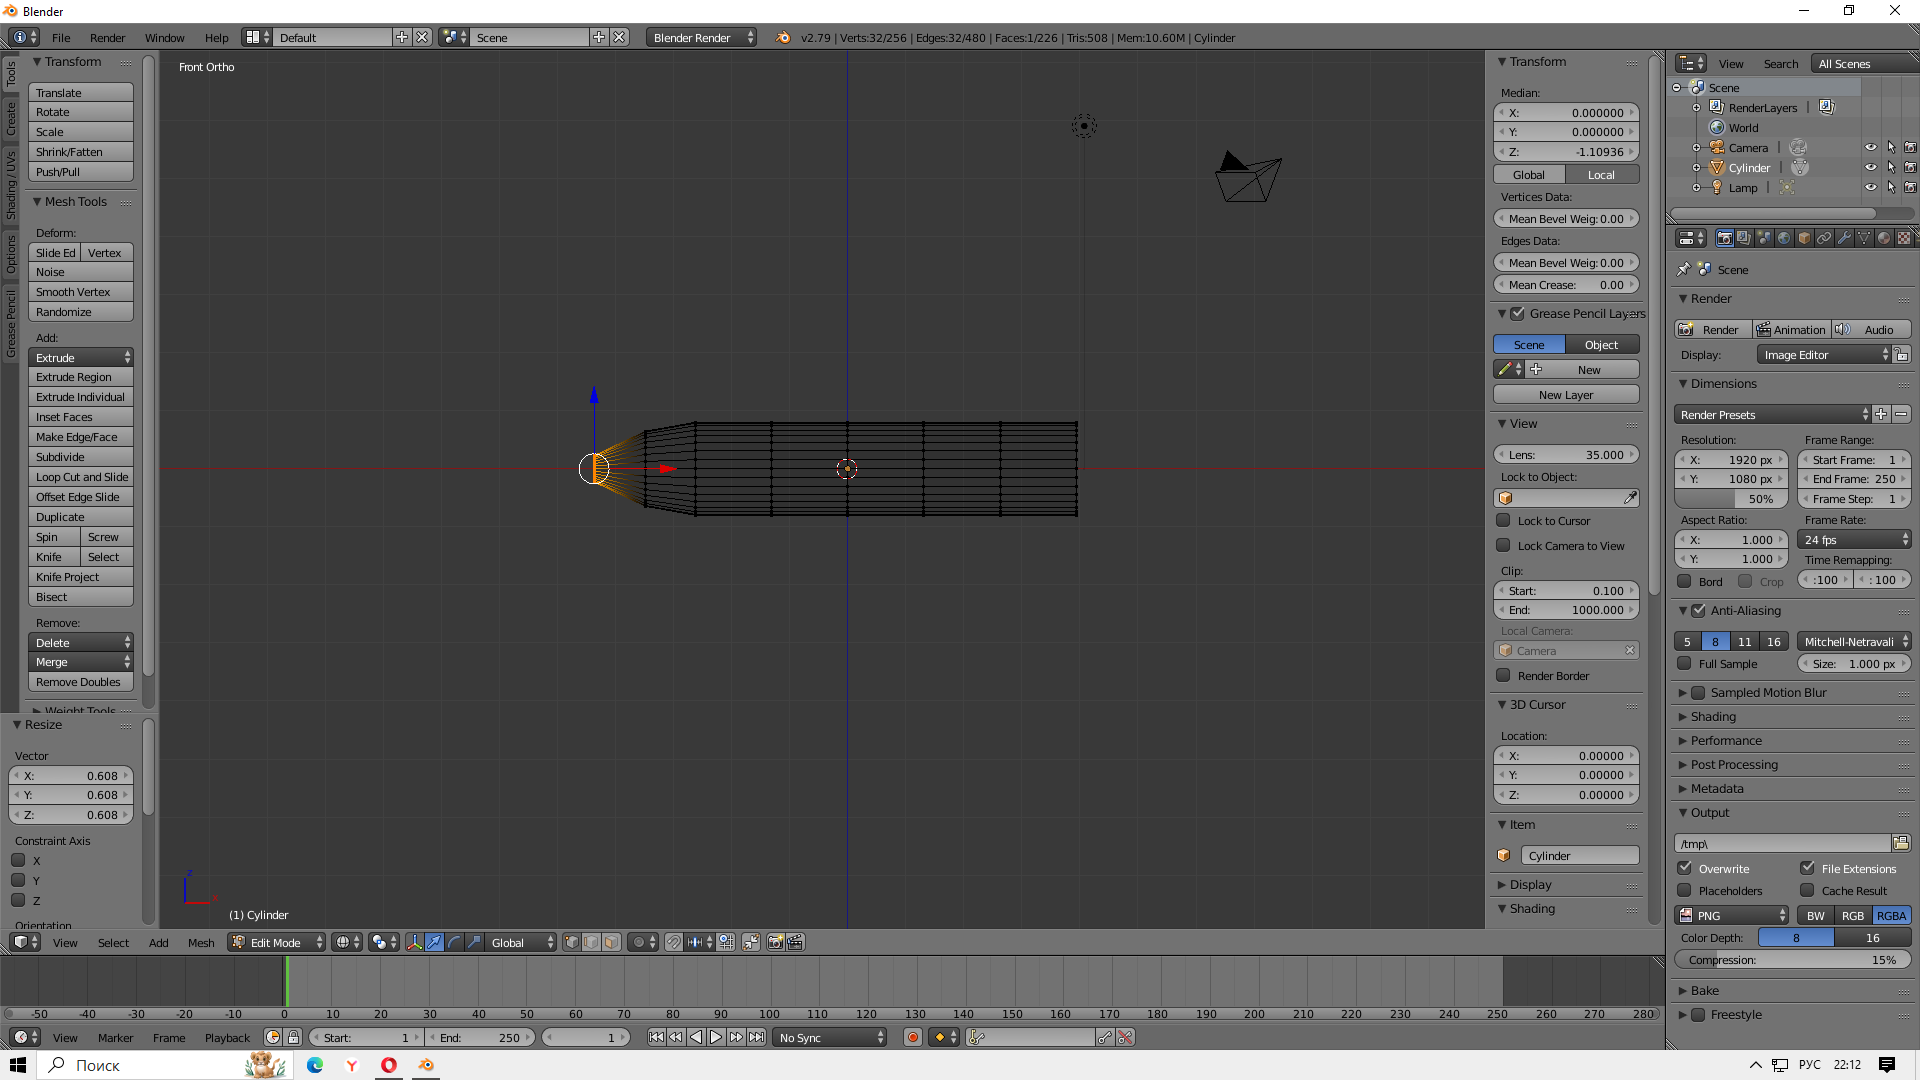 Blender
File Render Window Help Default Scene Blender Render v2.79 | Verts:32/256 | Edges:32/480 | Faces:1/226 | Tris:508 | Mem:10.60M | Cylinder
Tools
Create
Shading / UVs
Options
Grease Pencil
Transform
Translate
Rotate
Scale
Shrink/Fatten
Push/Pull
Mesh Tools
Deform:
Slide Ed Vertex
Noise
Smooth Vertex
Randomize
Add:
Extrude
Extrude Region
Extrude Individual
Inset Faces
Make Edge/Face
Subdivide
Loop Cut and Slide
Offset Edge Slide
Duplicate
Spin Screw
Knife Select
Knife Project
Bisect
Remove:
Delete
Merge
Remove Doubles
Weight Tools
Resize
Vector
X: 0.608
Y: 0.608
Z: 0.608
Constraint Axis
X
Y
Z
Orientation
Front Ortho
z
x
(1) Cylinder
Transform
Median:
X: 0.000000
Y: 0.000000
Z: -1.10936
Global Local
Vertices Data:
Mean Bevel Weig: 0.00
Edges Data:
Mean Bevel Weig: 0.00
Mean Crease: 0.00
Grease Pencil Layers
Scene Object
New
New Layer
View
Lens: 35.000
Lock to Object:
Lock to Cursor
Lock Camera to View
Clip:
Start: 0.100
End: 1000.000
Local Camera:
Camera
Render Border
3D Cursor
Location:
X: 0.00000
Y: 0.00000
Z: 0.00000
Item
Cylinder
Display
Shading
View Search All Scenes
Scene
RenderLayers
World
Camera
Cylinder
Lamp
Scene
Render
Render Animation Audio
Display: Image Editor
Dimensions
Render Presets
Resolution: Frame Range:
X: 1920 px Start Frame: 1
Y: 1080 px End Frame: 250
50% Frame Step: 1
Aspect Ratio: Frame Rate:
X: 1.000 24 fps
Y: 1.000 Time Remapping:
Bord Crop :100 : 100
Anti-Aliasing
5 8 11 16 Mitchell-Netravali
Full Sample Size: 1.000 px
Sampled Motion Blur
Shading
Performance
Post Processing
Metadata
Output
/tmp\
Overwrite File Extensions
Placeholders Cache Result
PNG BW RGB RGBA
Color Depth: 8 16
Compression: 15%
Bake
Freestyle
View Select Add Mesh Edit Mode Global
-50 -40 -30 -20 -10 0 10 20 30 40 50 60 70 80 90 100 110 120 130 140 150 160 170 180 190 200 210 220 230 240 250 260 270 280
View Marker Frame Playback Start: 1 End: 250 1 No Sync
Поиск РУС 22:12